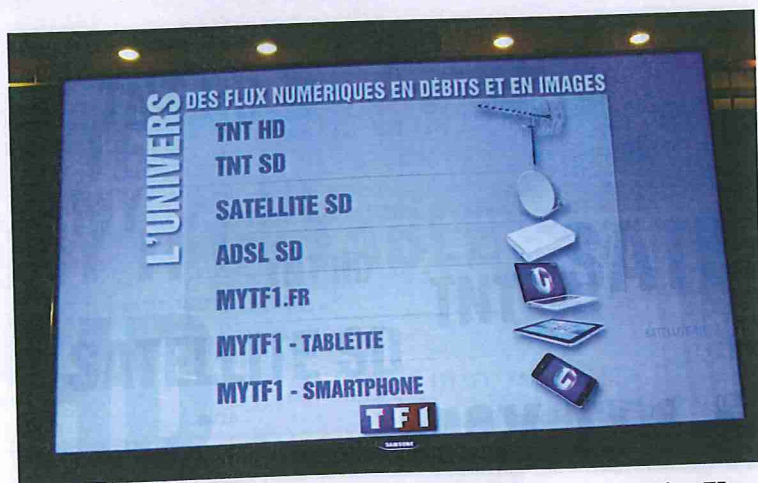 L'UNIVERS
DES FLUX NUMÉRIQUES EN DÉBITS ET EN IMAGES
TNT HD
TNT SD
SATELLITE SD
ADSL SD
MYTF1.FR
MYTF1 - TABLETTE
MYTF1 - SMARTPHONE
TF1
SAMSUNG